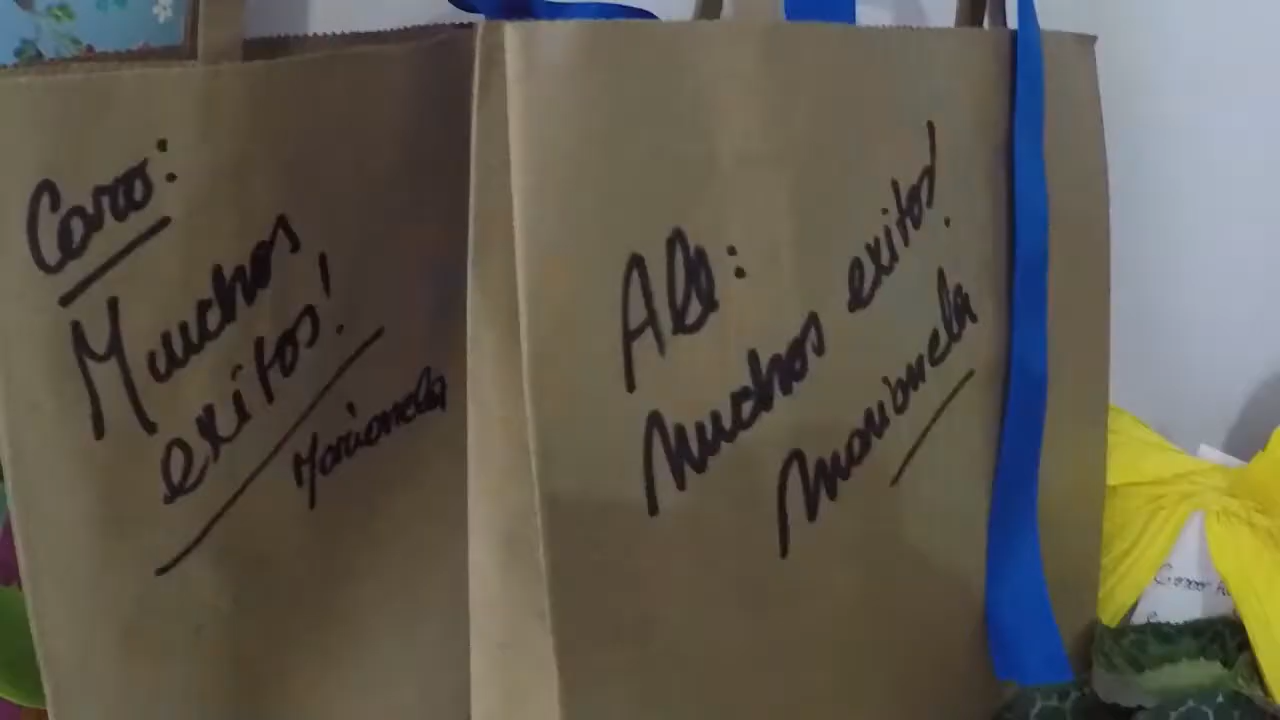 Caro:
Muchos
exitos!
Marianela
Ale:
Muchos exitos!
Marianela